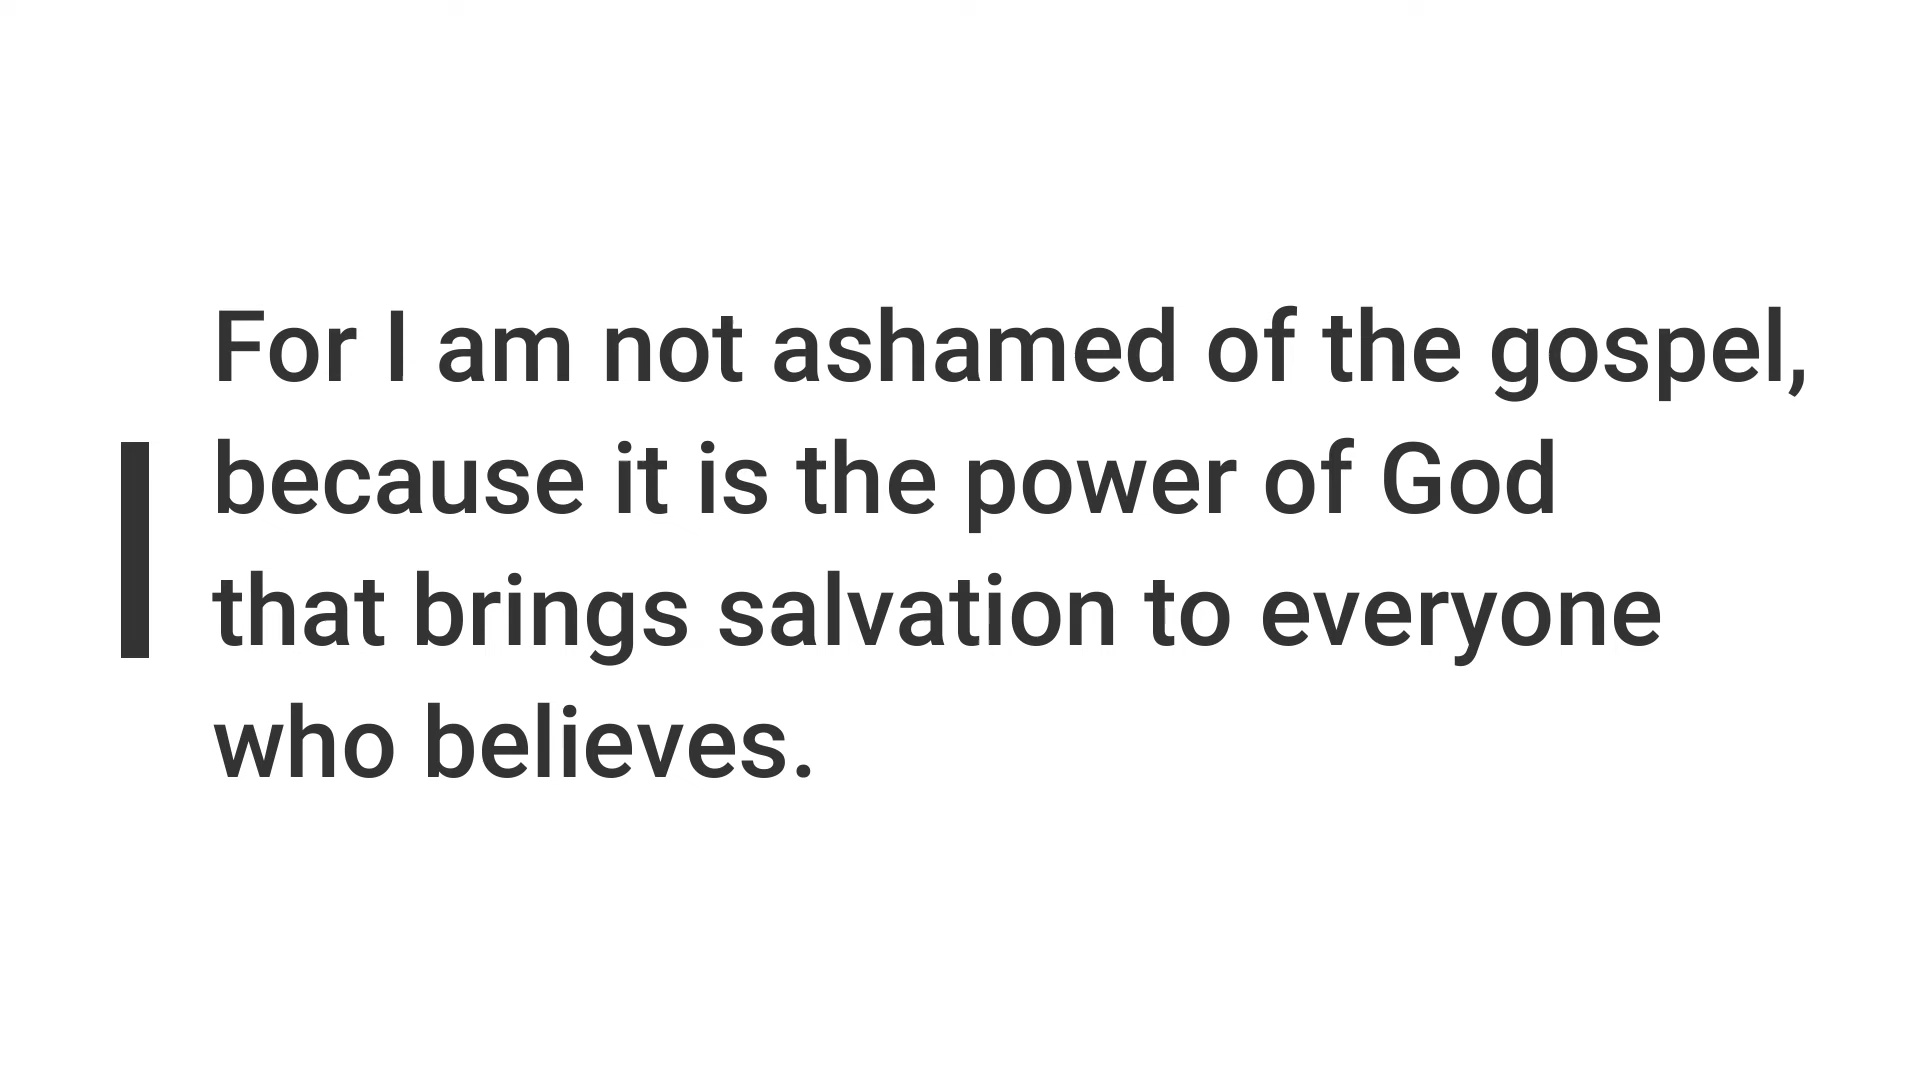 For I am not ashamed of the gospel,
because it is the power of God
that brings salvation to everyone
who believes.